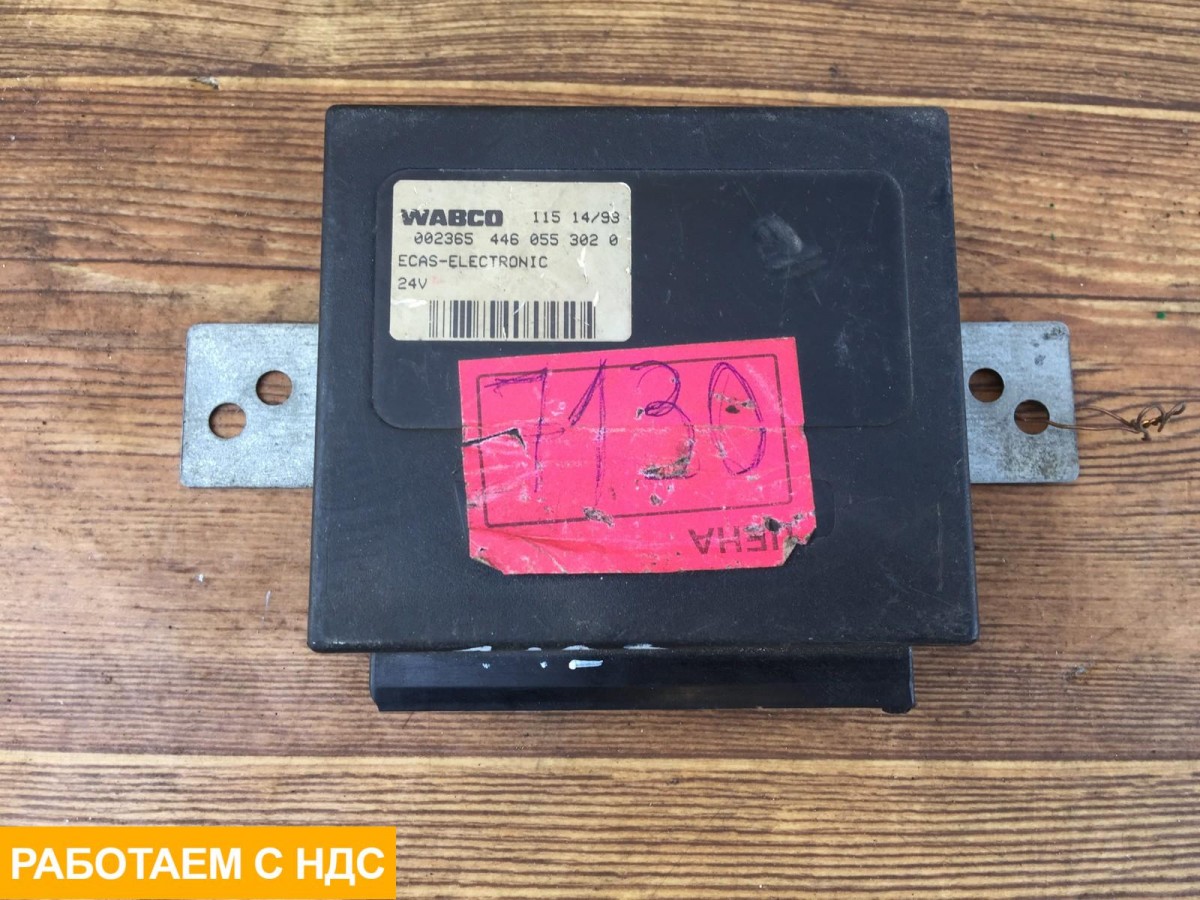 WABCO 115 14/93
002365 446 055 302 0
ECAS-ELECTRONIC
24V
7130
ЦЕНА
РАБОТАЕМ С НДС